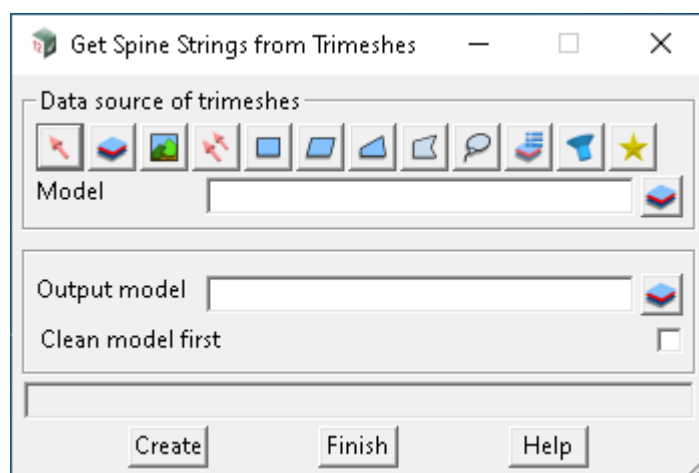 Get Spine Strings from Trimeshes
Data source of trimeshes
Model
Output model
Clean model first
Create Finish Help